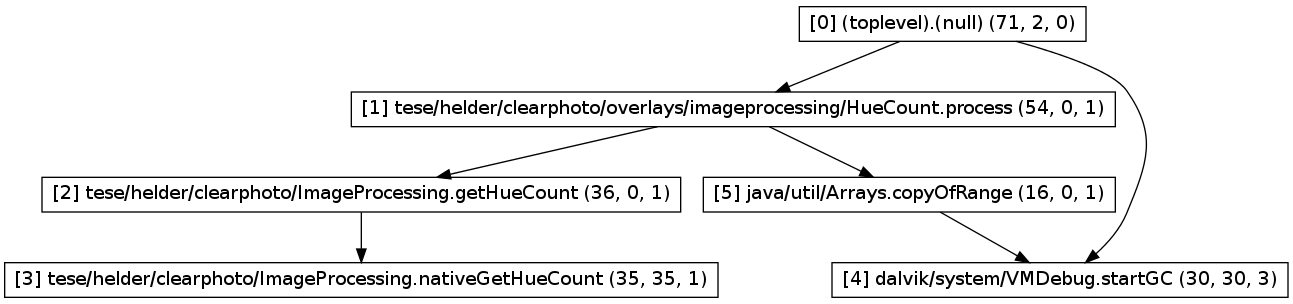 [0] (toplevel).(null) (71, 2, 0)
[1] tese/helder/clearphoto/overlays/imageprocessing/HueCount.process (54, 0, 1)
[2] tese/helder/clearphoto/ImageProcessing.getHueCount (36, 0, 1)
[5] java/util/Arrays.copyOfRange (16, 0, 1)
[3] tese/helder/clearphoto/ImageProcessing.nativeGetHueCount (35, 35, 1)
[4] dalvik/system/VMDebug.startGC (30, 30, 3)